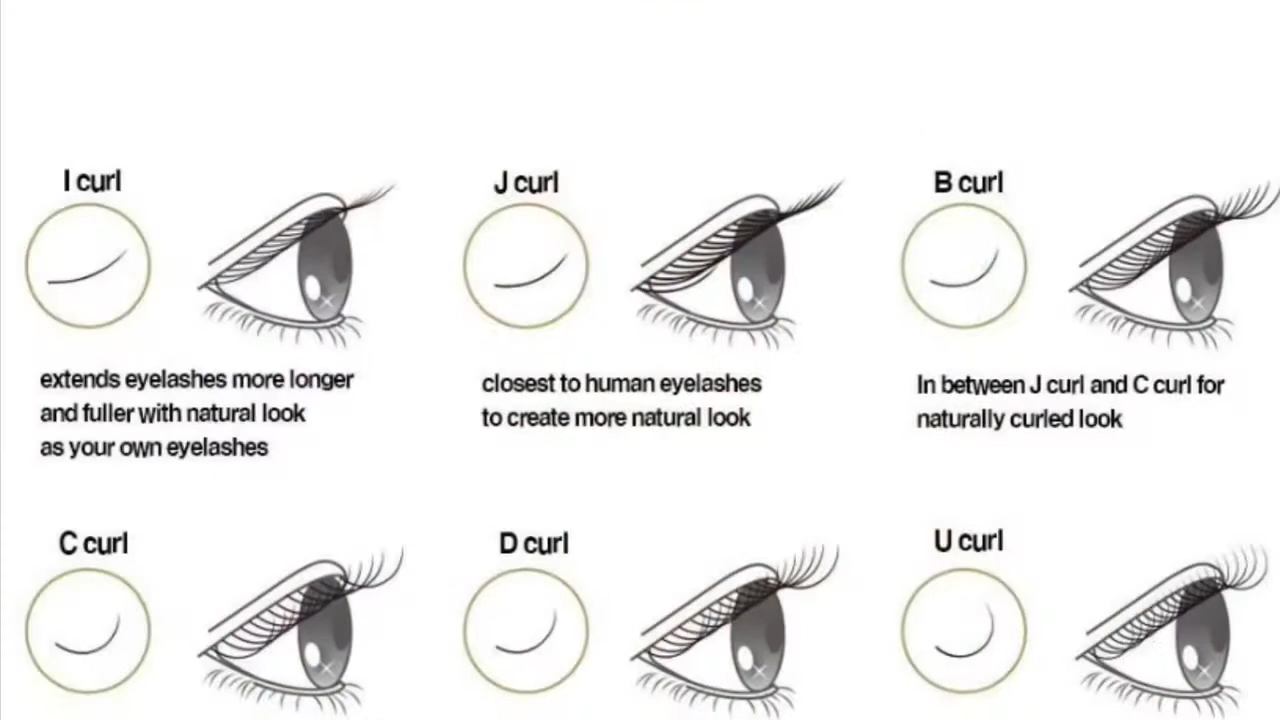 I curl
J curl
B curl
extends eyelashes more longer
and fuller with natural look
as your own eyelashes
closest to human eyelashes
to create more natural look
In between J curl and C curl for
naturally curled look
C curl
D curl
U curl